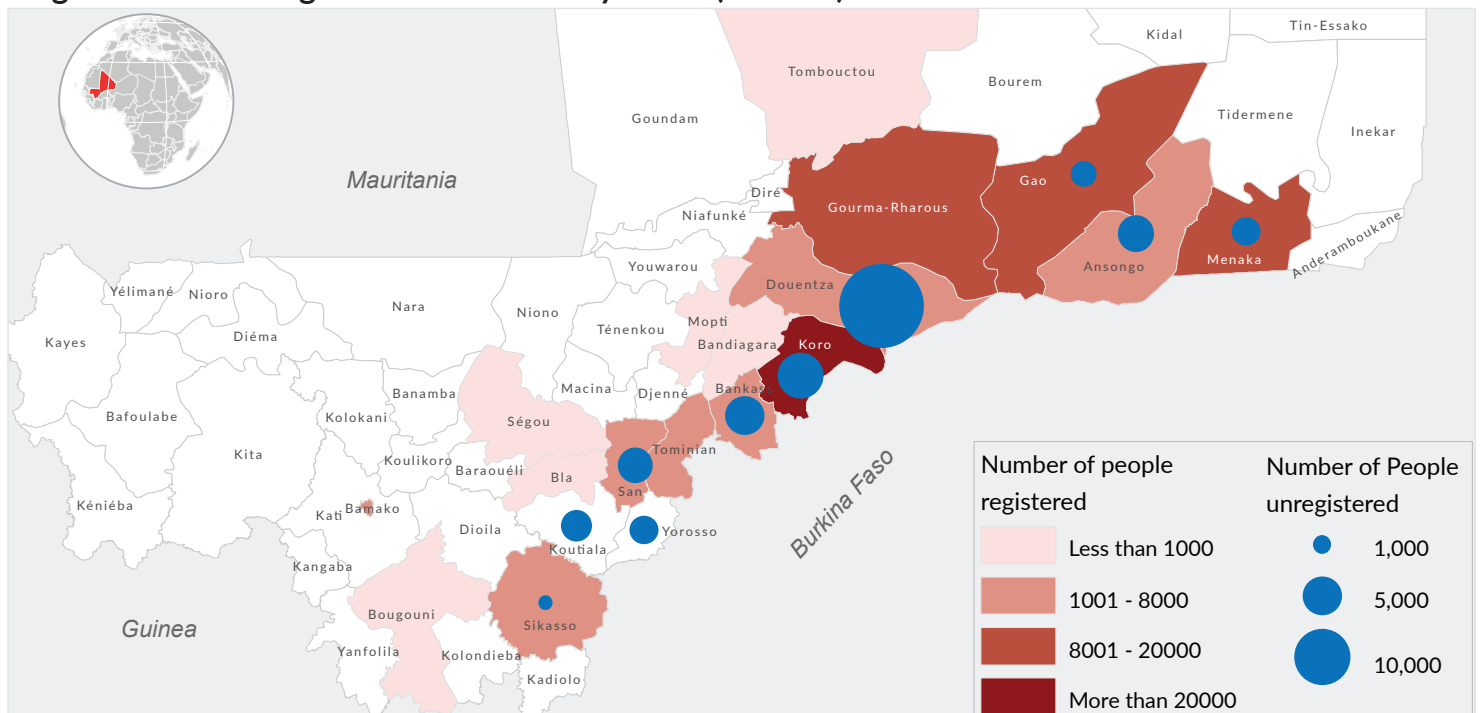 Tin-Essako
Kidal
Tombouctou
Bourem
Goundam
Tidermene
Inekar
Mauritania
Gao
Diré
Gourma-Rharous
Niafunké
Anderamboukane
Menaka
Ansongo
Youwarou
Douentza
Yélimané
Nioro
Nara
Niono
Ténenkou
Mopti
Kayes
Diéma
Bandiagara
Koro
Macina
Djenné
Bankass
Banamba
Bafoulabe
Kolokani
Ségou
Kita
Koulikoro
Baraouéli
Tominian
Bla
San
Kéniéba
Kati
Bamako
Dioila
Koutiala
Yorosso
Burkina Faso
Kangaba
Bougouni
Sikasso
Guinea
Yanfolila
Kolondieba
Kadiolo
Number of people
registered
Less than 1000
1001 - 8000
8001 - 20000
More than 20000
Number of People
unregistered
1,000
5,000
10,000